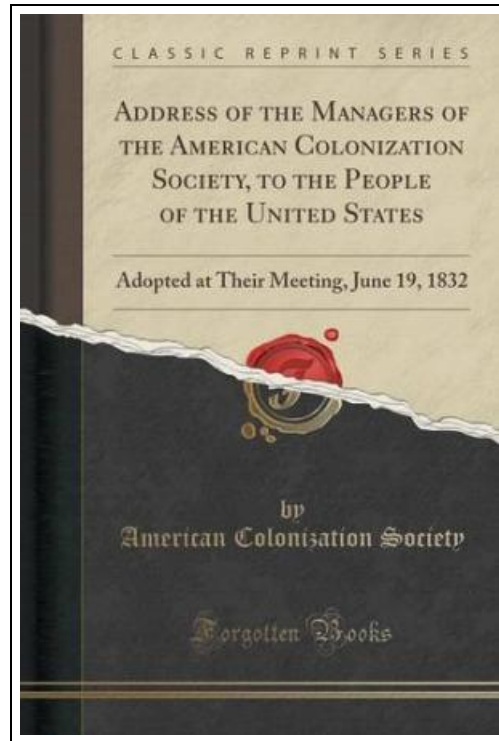 CLASSIC REPRINT SERIES
ADDRESS OF THE MANAGERS OF
THE AMERICAN COLONIZATION
SOCIETY, TO THE PEOPLE
OF THE UNITED STATES
Adopted at Their Meeting, June 19, 1832
F
by
American Colonization Society
Forgotten Books